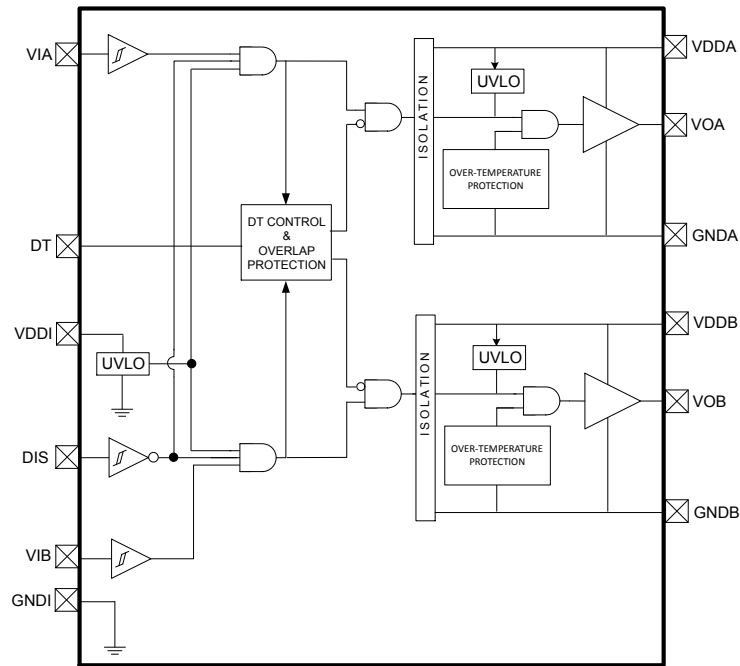 VIA
DT
VDDI
DIS
VIB
GNDI
UVLO
DT CONTROL
&
OVERLAP
PROTECTION
ISOLATION
UVLO
OVER-TEMPERATURE
PROTECTION
VDDA
VOA
GNDA
ISOLATION
UVLO
OVER-TEMPERATURE
PROTECTION
VDDB
VOB
GNDB